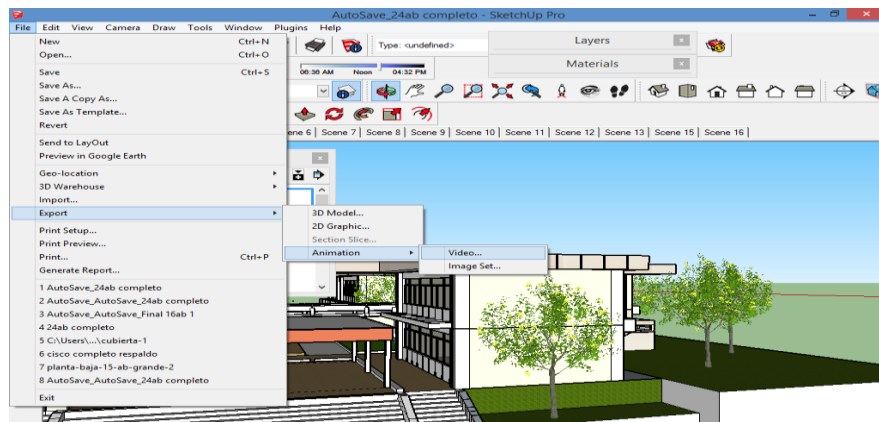 AutoSave_24ab completo - SketchUp Pro
File Edit View Camera Draw Tools Window Plugins Help
New Ctrl+N
Open... Ctrl+O
Save Ctrl+S
Save As...
Save A Copy As...
Save As Template...
Revert
Send to LayOut
Preview in Google Earth
Geo-location
3D Warehouse
Import...
Export
Print Setup...
Print Preview...
Print... Ctrl+P
Generate Report...
1 AutoSave_24ab completo
2 AutoSave_AutoSave_24ab completo
3 AutoSave_AutoSave_Final 16ab 1
4 24ab completo
5 C:\Users\...\cubierta-1
6 cisco completo respaldo
7 planta-baja-15-ab-grande-2
8 AutoSave_AutoSave_24ab completo
Exit
3D Model...
2D Graphic...
Section Slice...
Animation
Video...
Image Set...
Type: <undefined>
Layers
Materials
06:36 AM Noon 04:32 PM
ene 6 Scene 7 Scene 8 Scene 9 Scene 10 Scene 11 Scene 12 Scene 13 Scene 15 Scene 16